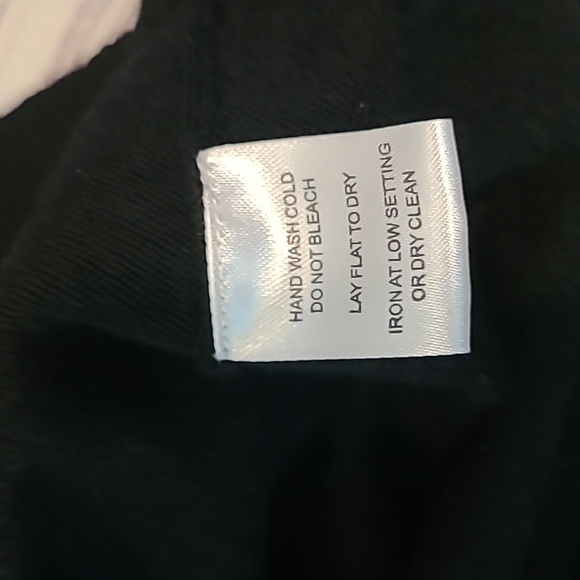 HAND WASH COLD
DO NOT BLEACH
LAY FLAT TO DRY
IRON AT LOW SETTING
OR DRY CLEAN